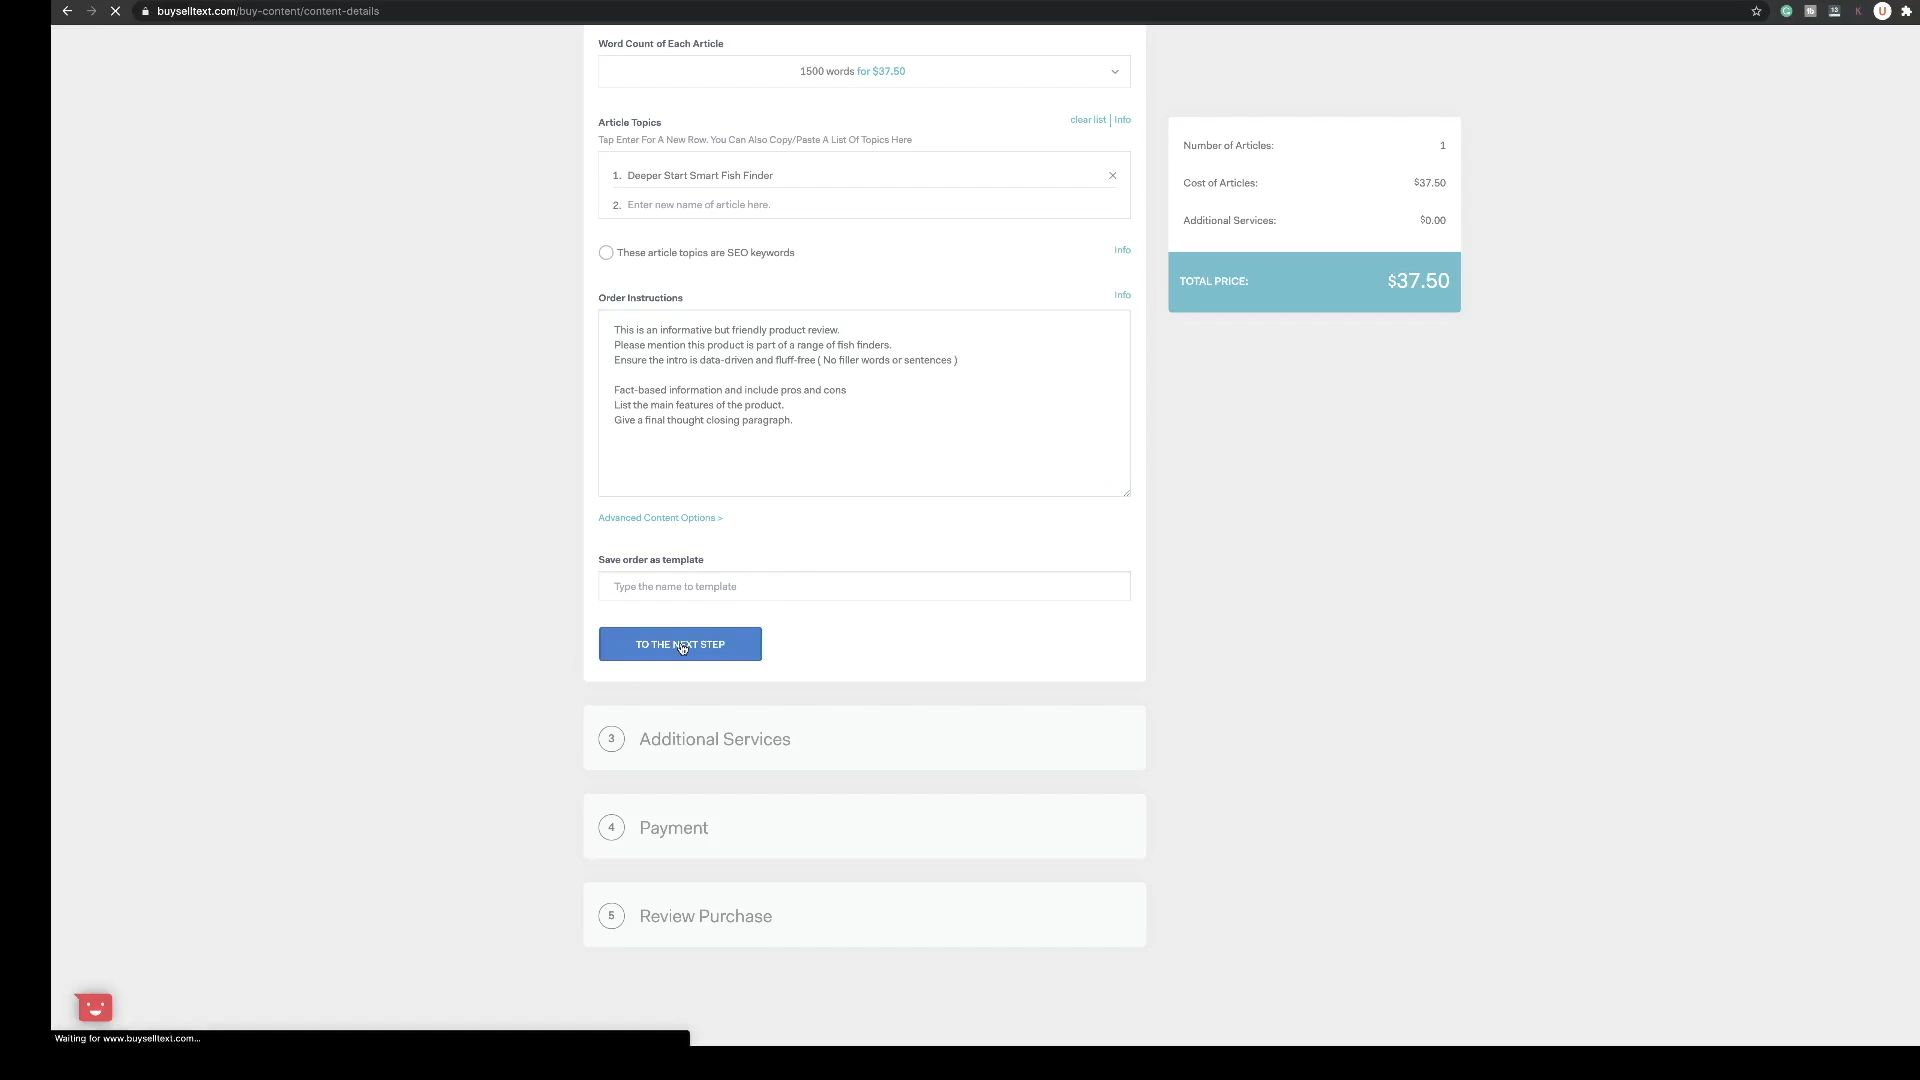 buyselltext.com/buy-content/content-details
13
K
U
Word Count of Each Article
1500 words for $37.50
Article Topics
clear list | Info
Tap Enter For A New Row. You Can Also Copy/Paste A List Of Topics Here
1. Deeper Start Smart Fish Finder
2. Enter new name of article here.
These article topics are SEO keywords
Info
Order Instructions
Info
This is an informative but friendly product review.
Please mention this product is part of a range of fish finders.
Ensure the intro is data-driven and fluff-free ( No filler words or sentences )
Fact-based information and include pros and cons
List the main features of the product.
Give a final thought closing paragraph.
Advanced Content Options >
Save order as template
Type the name to template
TO THE NEXT STEP
3 Additional Services
4 Payment
5 Review Purchase
Number of Articles: 1
Cost of Articles: $37.50
Additional Services: $0.00
TOTAL PRICE: $37.50
Waiting for www.buyselltext.com...